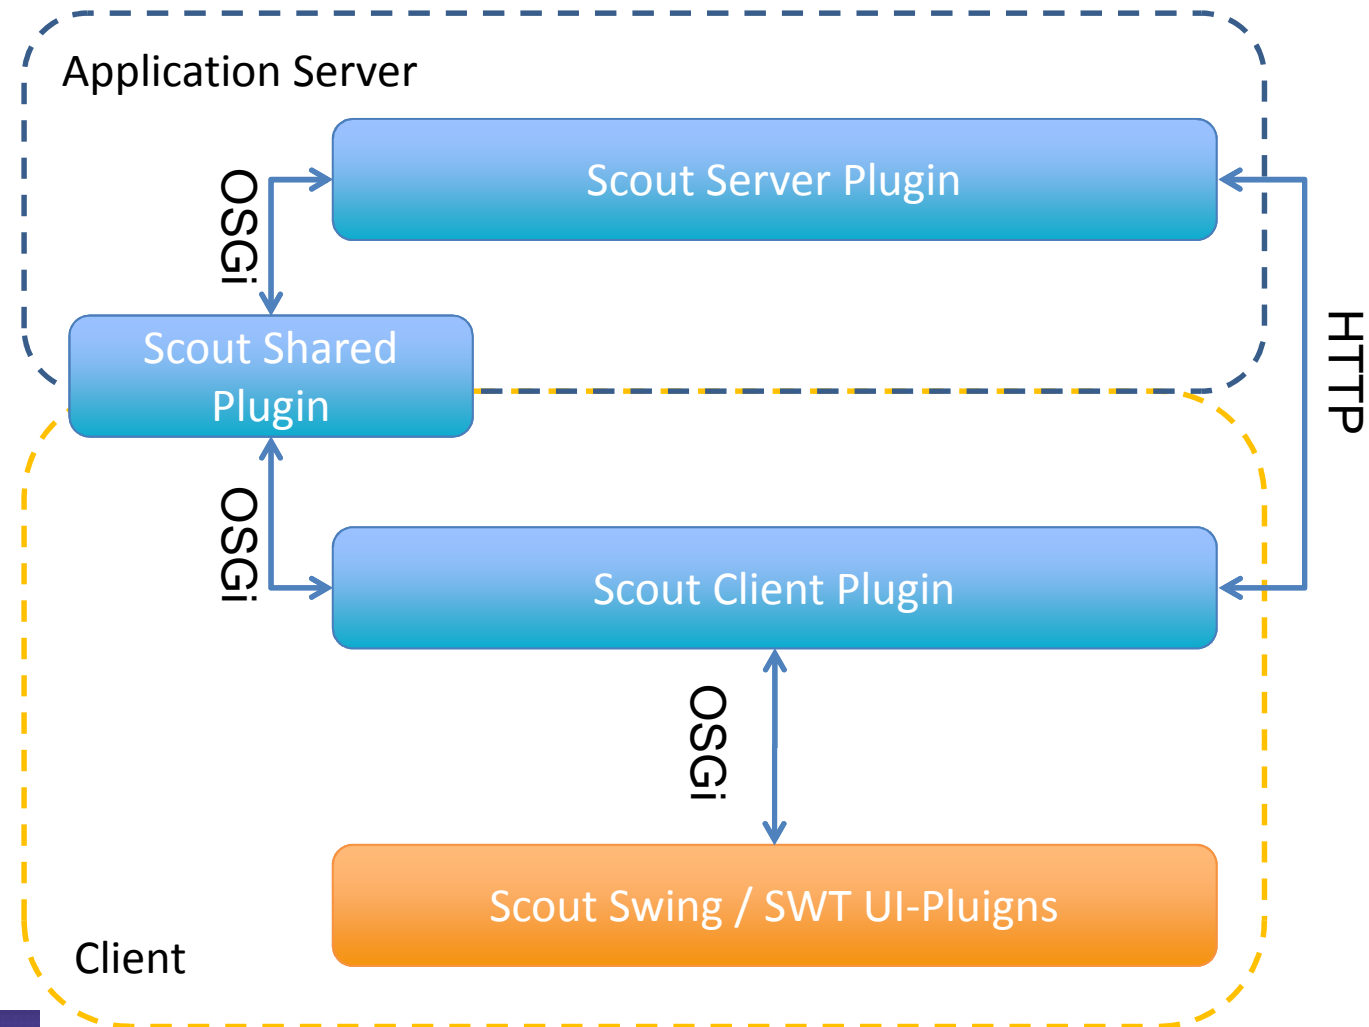 Application Server
Scout Server Plugin
OSGi
HTTP
Scout Shared
Plugin
OSGi
Scout Client Plugin
OSGi
Scout Swing / SWT UI-Pluigns
Client